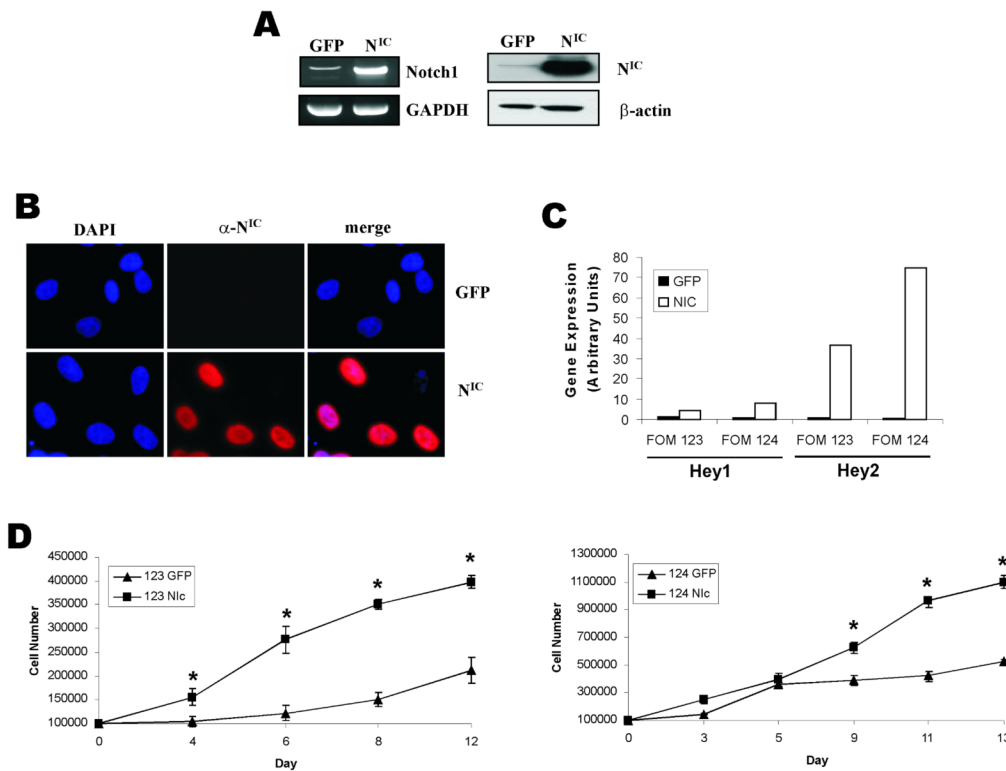 A
GFP N^IC
Notch1
GAPDH
GFP N^IC
N^IC
β-actin
B
DAPI α-N^IC merge
GFP
N^IC
C
Gene Expression
(Arbitrary Units)
80
70
60
50
40
30
20
10
0
GFP
NIC
FOM 123 FOM 124 FOM 123 FOM 124
Hey1 Hey2
D
Cell Number
450000
400000
350000
300000
250000
200000
150000
100000
123 GFP
123 NIc
* * * *
0 4 6 8 12
Day
Cell Number
1300000
1100000
900000
700000
500000
300000
100000
124 GFP
124 NIc
* * *
0 3 5 9 11 13
Day